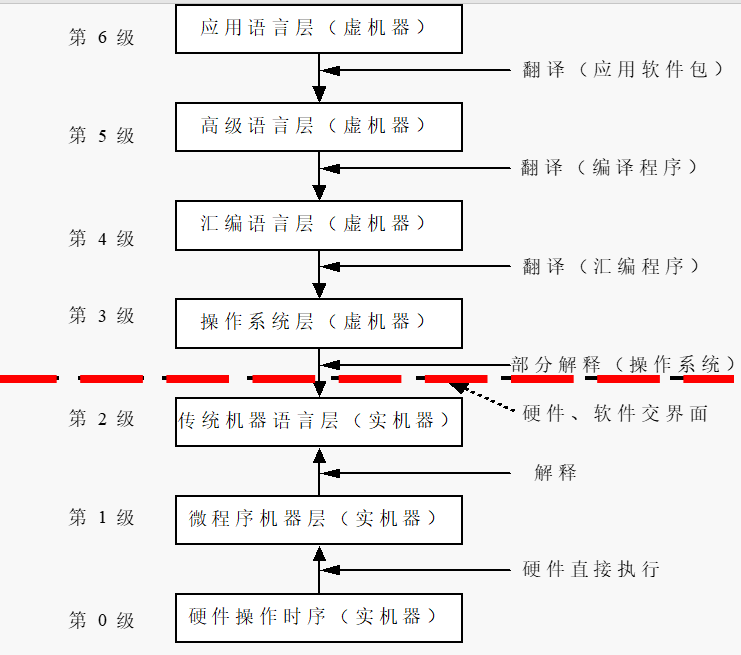 第 6 级
应用语言层（虚机器）
翻译（应用软件包）
第 5 级
高级语言层（虚机器）
翻译（编译程序）
第 4 级
汇编语言层（虚机器）
翻译（汇编程序）
第 3 级
操作系统层（虚机器）
部分解释（操作系统）
第 2 级
传统机器语言层（实机器）
硬件、软件交界面
解释
第 1 级
微程序机器层（实机器）
硬件直接执行
第 0 级
硬件操作时序（实机器）